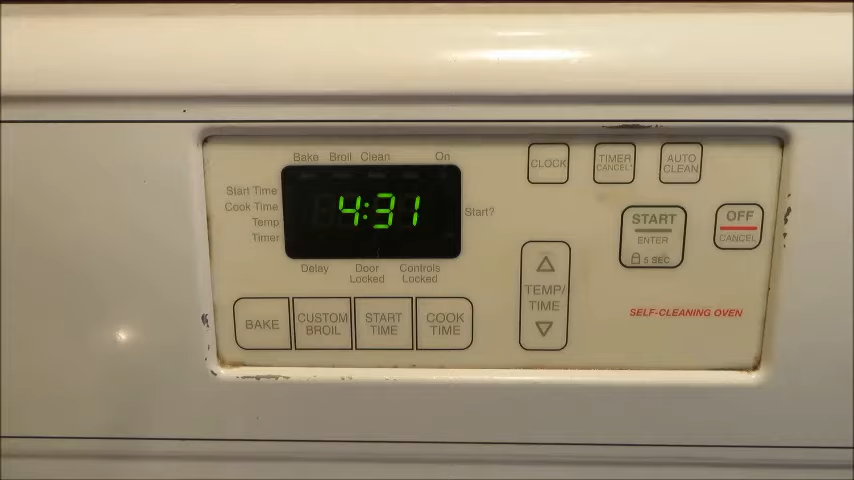 Bake Broil Clean On
Start Time
Cook Time
Temp
Timer
4:31
Start?
Delay Door Locked Controls Locked
BAKE
CUSTOM BROIL
START TIME
COOK TIME
CLOCK
TIMER CANCEL*
AUTO CLEAN
TEMP/
TIME
START
ENTER
5 SEC
OFF
CANCEL
SELF-CLEANING OVEN